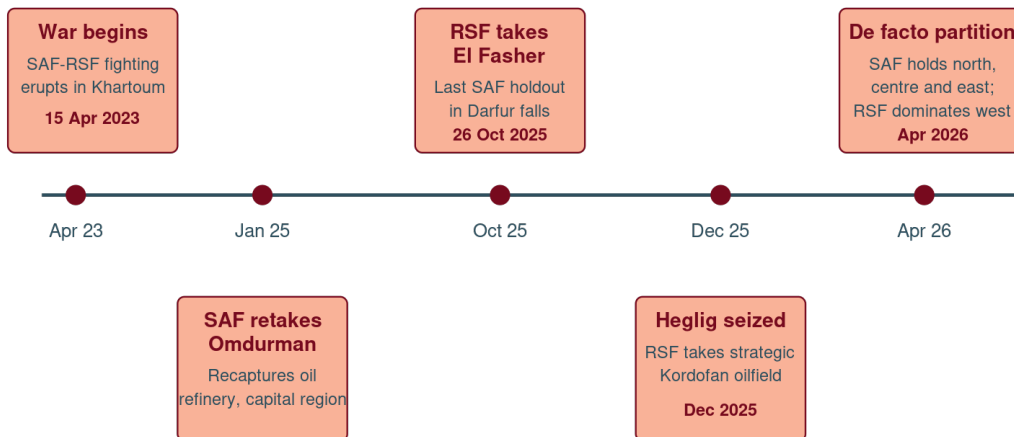 War begins
SAF-RSF fighting
erupts in Khartoum
15 Apr 2023
RSF takes
El Fasher
Last SAF holdout
in Darfur falls
26 Oct 2025
De facto partition
SAF holds north,
centre and east;
RSF dominates west
Apr 2026
Apr 23
Jan 25
Oct 25
Dec 25
Apr 26
SAF retakes
Omdurman
Recaptures oil
refinery, capital region
Heglig seized
RSF takes strategic
Kordofan oilfield
Dec 2025